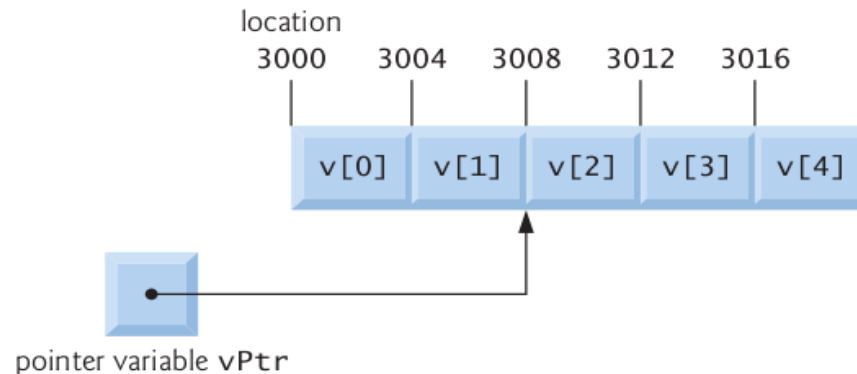 location
3000 3004 3008 3012 3016
v[0] v[1] v[2] v[3] v[4]
pointer variable vPtr